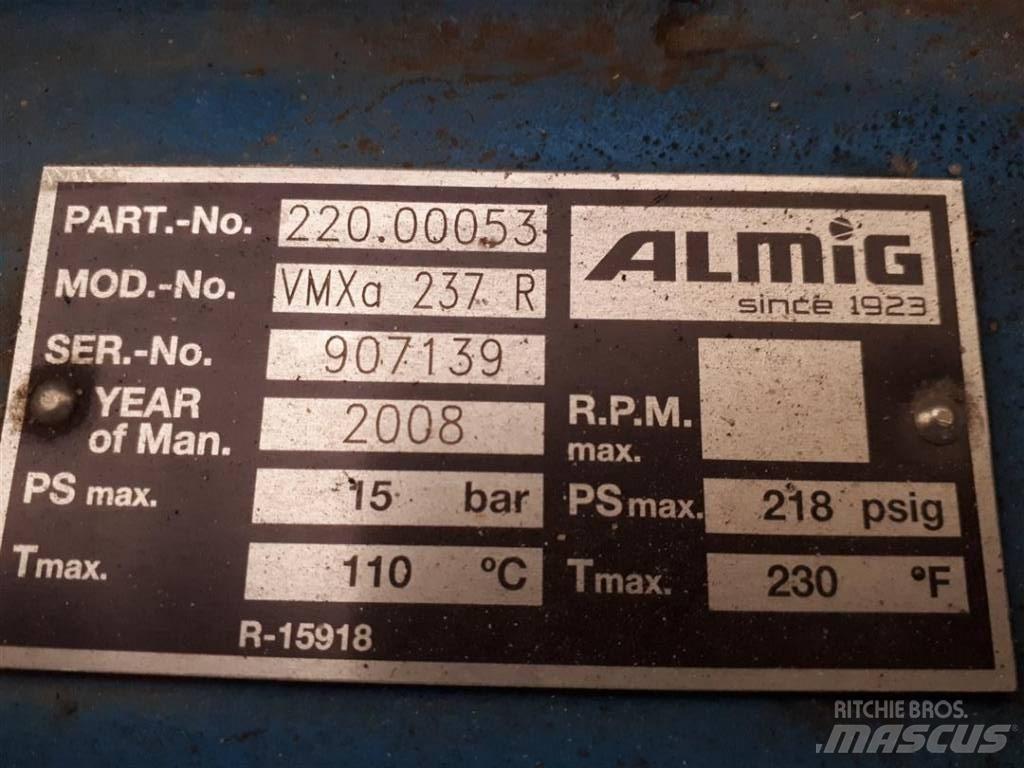 PART.-No. 220.00053
MOD.-No. VMXa 237 R
SER.-No. 907139
YEAR of Man. 2008
PS max. 15 bar
Tmax. 110 °C
R-15918
ALMiG
since 1923
R.P.M. max.
PS max. 218 psig
Tmax. 230 °F
RITCHIE BROS.
MASCUS